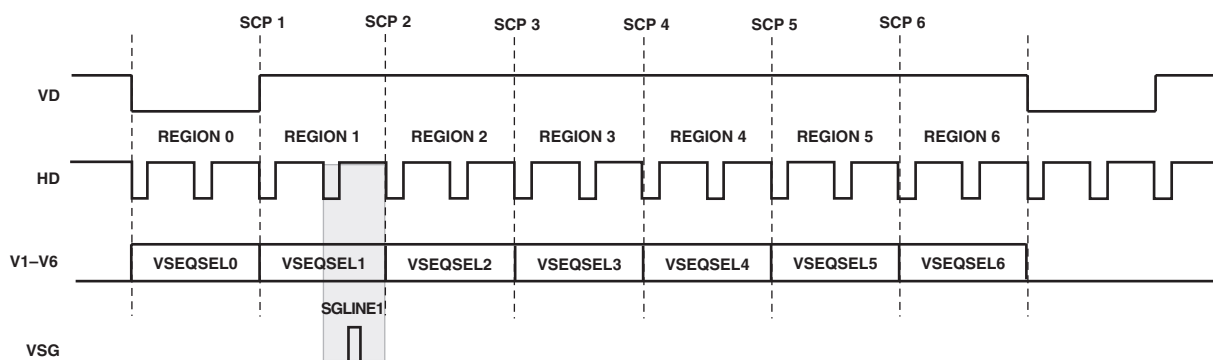 SCP 1 SCP 2 SCP 3 SCP 4 SCP 5 SCP 6
VD
REGION 0 REGION 1 REGION 2 REGION 3 REGION 4 REGION 5 REGION 6
HD
V1–V6 VSEQSEL0 VSEQSEL1 VSEQSEL2 VSEQSEL3 VSEQSEL4 VSEQSEL5 VSEQSEL6
SGLINE1
VSG